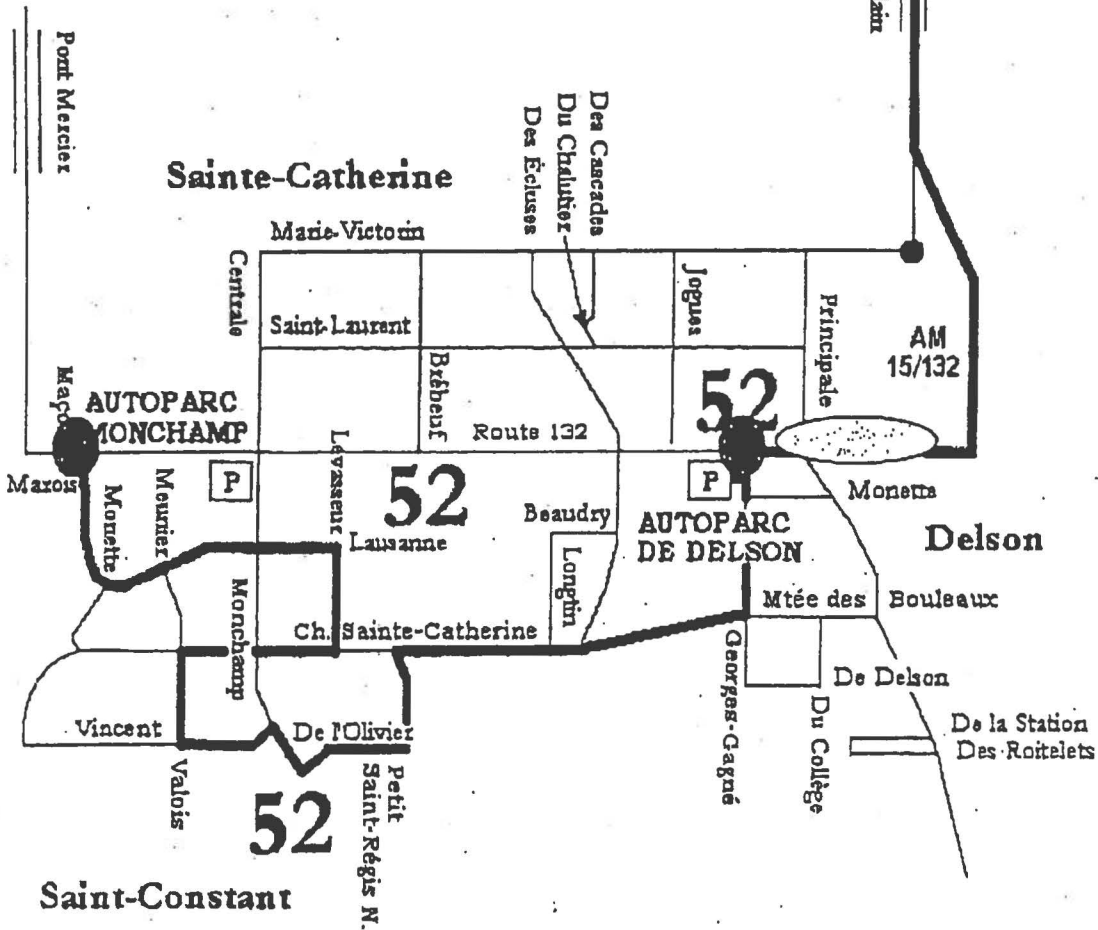 Pont Mercier
Sainte-Catherine
Des Cascades
Du Chalutier
Des Écluses
Marie-Victorin
Centrale
Saint-Laurent
Brébeuf
Jogues
Principale
AM
15/132
52
AUTOPARC
MONCHAMP
Route 132
P
Marois
Monette
Meunier
Levasseur
52
Lausanne
Beaudry
Longtin
P
AUTOPARC
DE DELSON
Monette
Delson
Monchamp
Ch. Sainte-Catherine
Mtée des Bouleaux
Georges-Gagné
De Delson
Du Collège
De la Station
Des Roitelets
Vincent
De l'Olivier
Valois
Petit
Saint-Régis N.
52
Saint-Constant